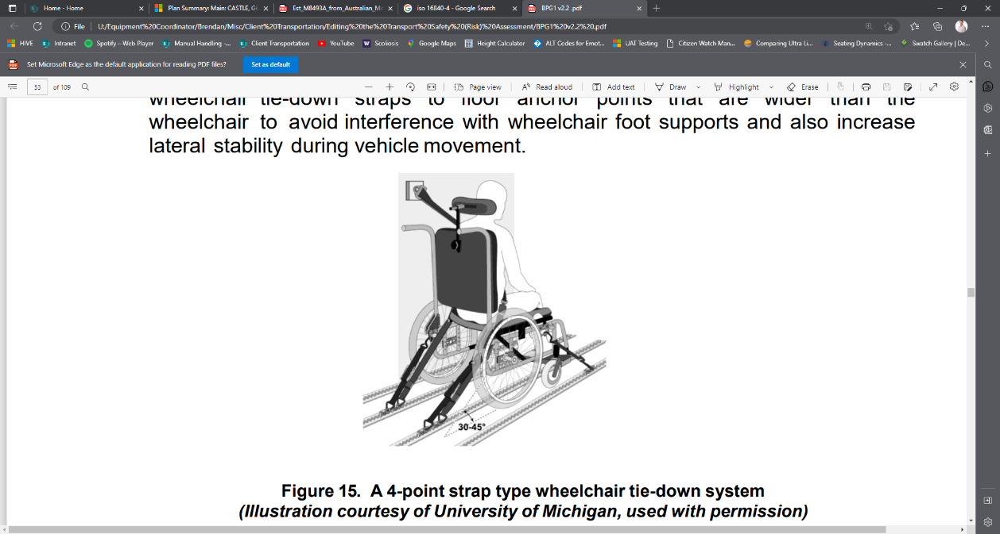 Home - Home
Plan Summary: Main: CASTLE, Gi
Est_M8493A_from_Australian_Mo
iso 16840-4 - Google Search
BPG1 v2.2 .pdf
File
U:/Equipment%20Coordinator/Brendan/Misc/Client%20Transportation/Editing%20the%20Transport%20Safety%20(Risk)%20Assessment/BPG1%20v2.2%20.pdf
HIVE
Intranet
Spotify – Web Player
Manual Handling -...
Client Transportation
YouTube
Scoliosis
Google Maps
Height Calculator
ALT Codes for Emot...
UAT Testing
Citizen Watch Man...
Comparing Ultra Li...
Seating Dynamics -...
Swatch Gallery | De...
Set Microsoft Edge as the default application for reading PDF files?
Set as default
53
of 109
Page view
Read aloud
Add text
Draw
Highlight
Erase
wheelchair tie-down straps to floor anchor points that are wider than the
wheelchair to avoid interference with wheelchair foot supports and also increase
lateral stability during vehicle movement.
30-45°
Figure 15. A 4-point strap type wheelchair tie-down system
(Illustration courtesy of University of Michigan, used with permission)